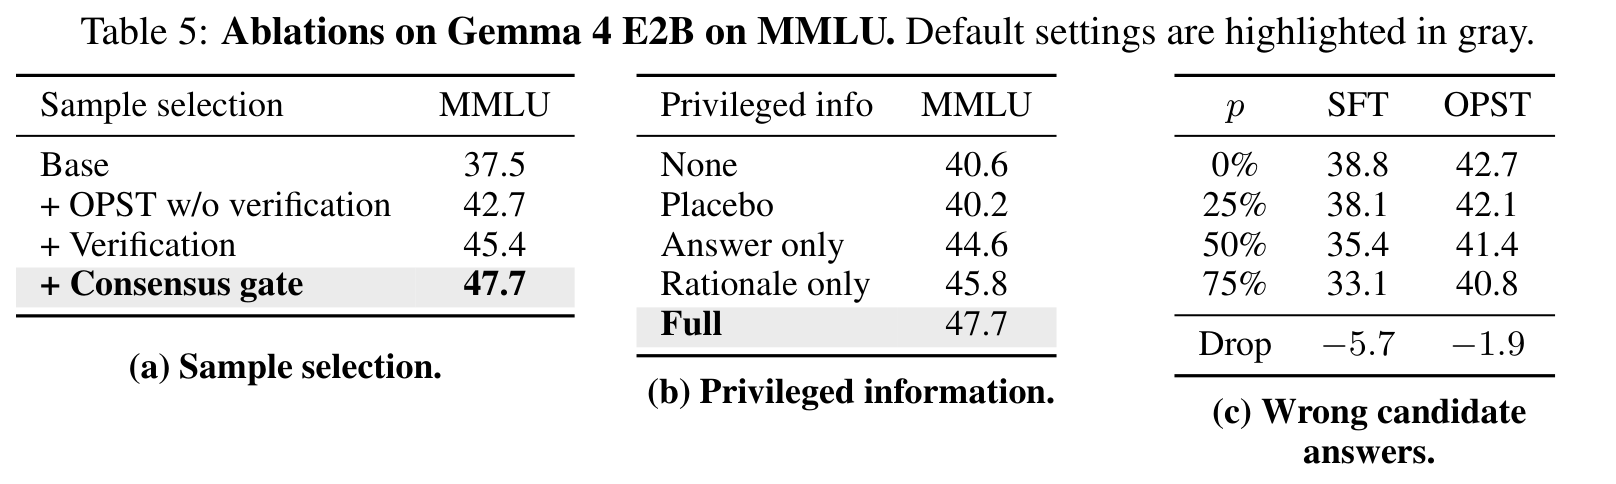 Table 5: Ablations on Gemma 4 E2B on MMLU. Default settings are highlighted in gray.
Sample selection MMLU
Base 37.5
+ OPST w/o verification 42.7
+ Verification 45.4
+ Consensus gate 47.7
(a) Sample selection.
Privileged info MMLU
None 40.6
Placebo 40.2
Answer only 44.6
Rationale only 45.8
Full 47.7
(b) Privileged information.
p SFT OPST
0% 38.8 42.7
25% 38.1 42.1
50% 35.4 41.4
75% 33.1 40.8
Drop −5.7 −1.9
(c) Wrong candidate
answers.